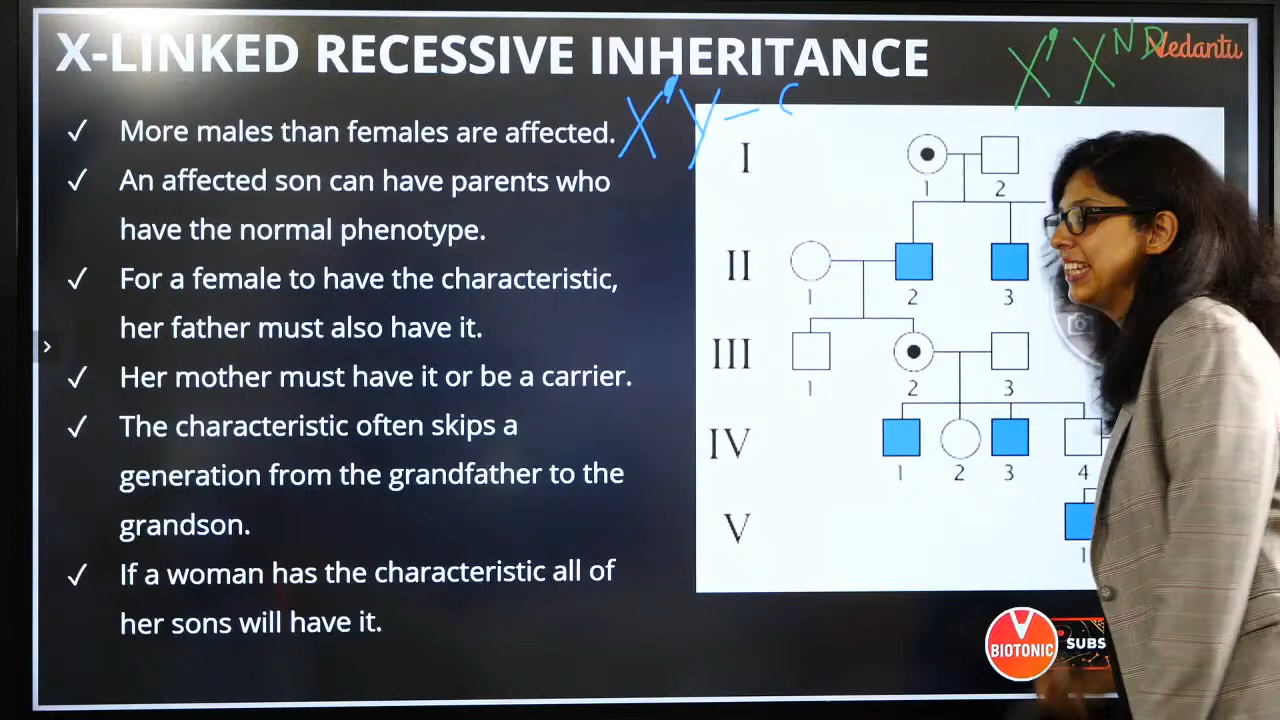 X-LINKED RECESSIVE INHERITANCE
X' X^ND
Vedantu
✓ More males than females are affected.
X'Y – C
✓ An affected son can have parents who
have the normal phenotype.
✓ For a female to have the characteristic,
her father must also have it.
✓ Her mother must have it or be a carrier.
✓ The characteristic often skips a
generation from the grandfather to the
grandson.
✓ If a woman has the characteristic all of
her sons will have it.
I
1 2
II
1 2 3
III
1 2 3
IV
1 2 3 4
V
1
BIOTONIC
SUBS